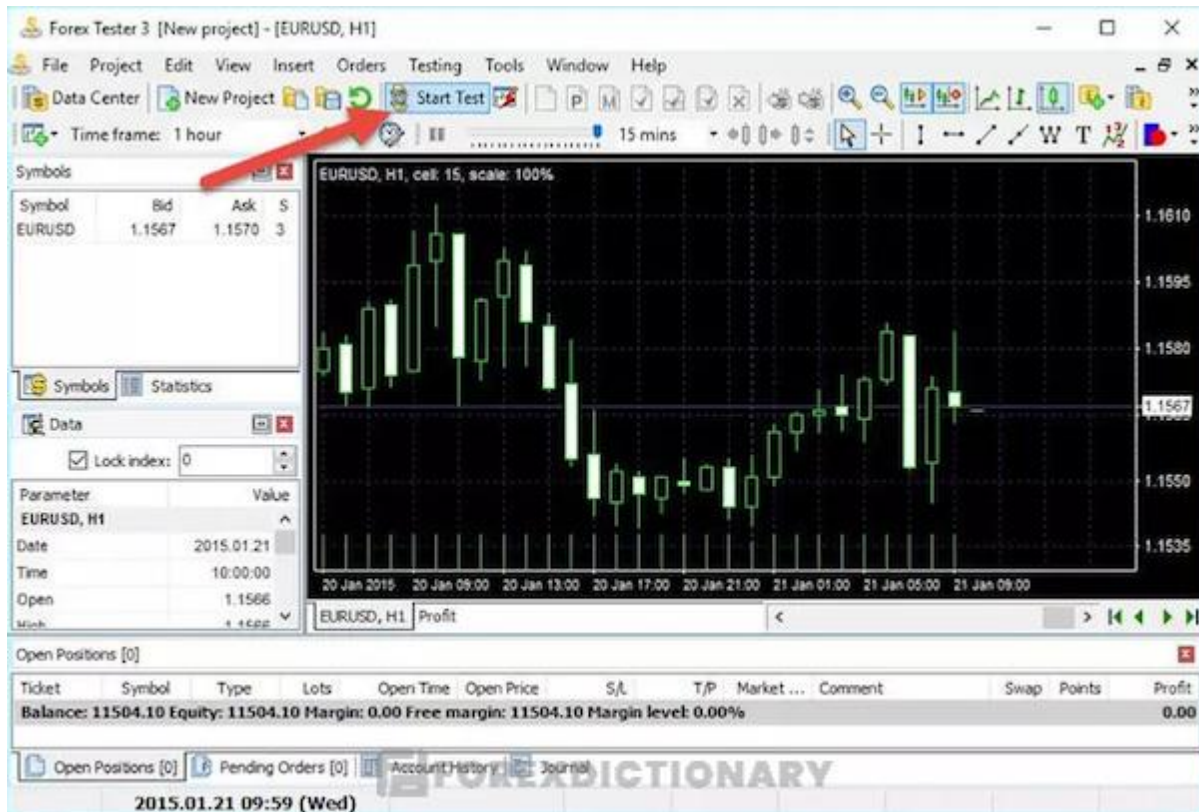 Forex Tester 3 [New project] - [EURUSD, H1]
File Project Edit View Insert Orders Testing Tools Window Help
Data Center New Project Start Test
Time frame: 1 hour 15 mins
Symbols
Symbol Bid Ask S
EURUSD 1.1567 1.1570 3
Symbols Statistics
Data
Lock index: 0
Parameter Value
EURUSD, H1
Date 2015.01.21
Time 10:00:00
Open 1.1566
High 1.1566
EURUSD, H1, cell: 15, scale: 100%
1.1610
1.1595
1.1580
1.1567
1.1550
1.1535
20 Jan 2015 20 Jan 09:00 20 Jan 13:00 20 Jan 17:00 20 Jan 21:00 21 Jan 01:00 21 Jan 05:00 21 Jan 09:00
EURUSD, H1 Profit
Open Positions [0]
Ticket Symbol Type Lots Open Time Open Price S/L T/P Market ... Comment Swap Points Profit
Balance: 11504.10 Equity: 11504.10 Margin: 0.00 Free margin: 11504.10 Margin level: 0.00% 0.00
Open Positions [0] Pending Orders [0] Account History Journal
FOREXDICTIONARY
2015.01.21 09:59 (Wed)